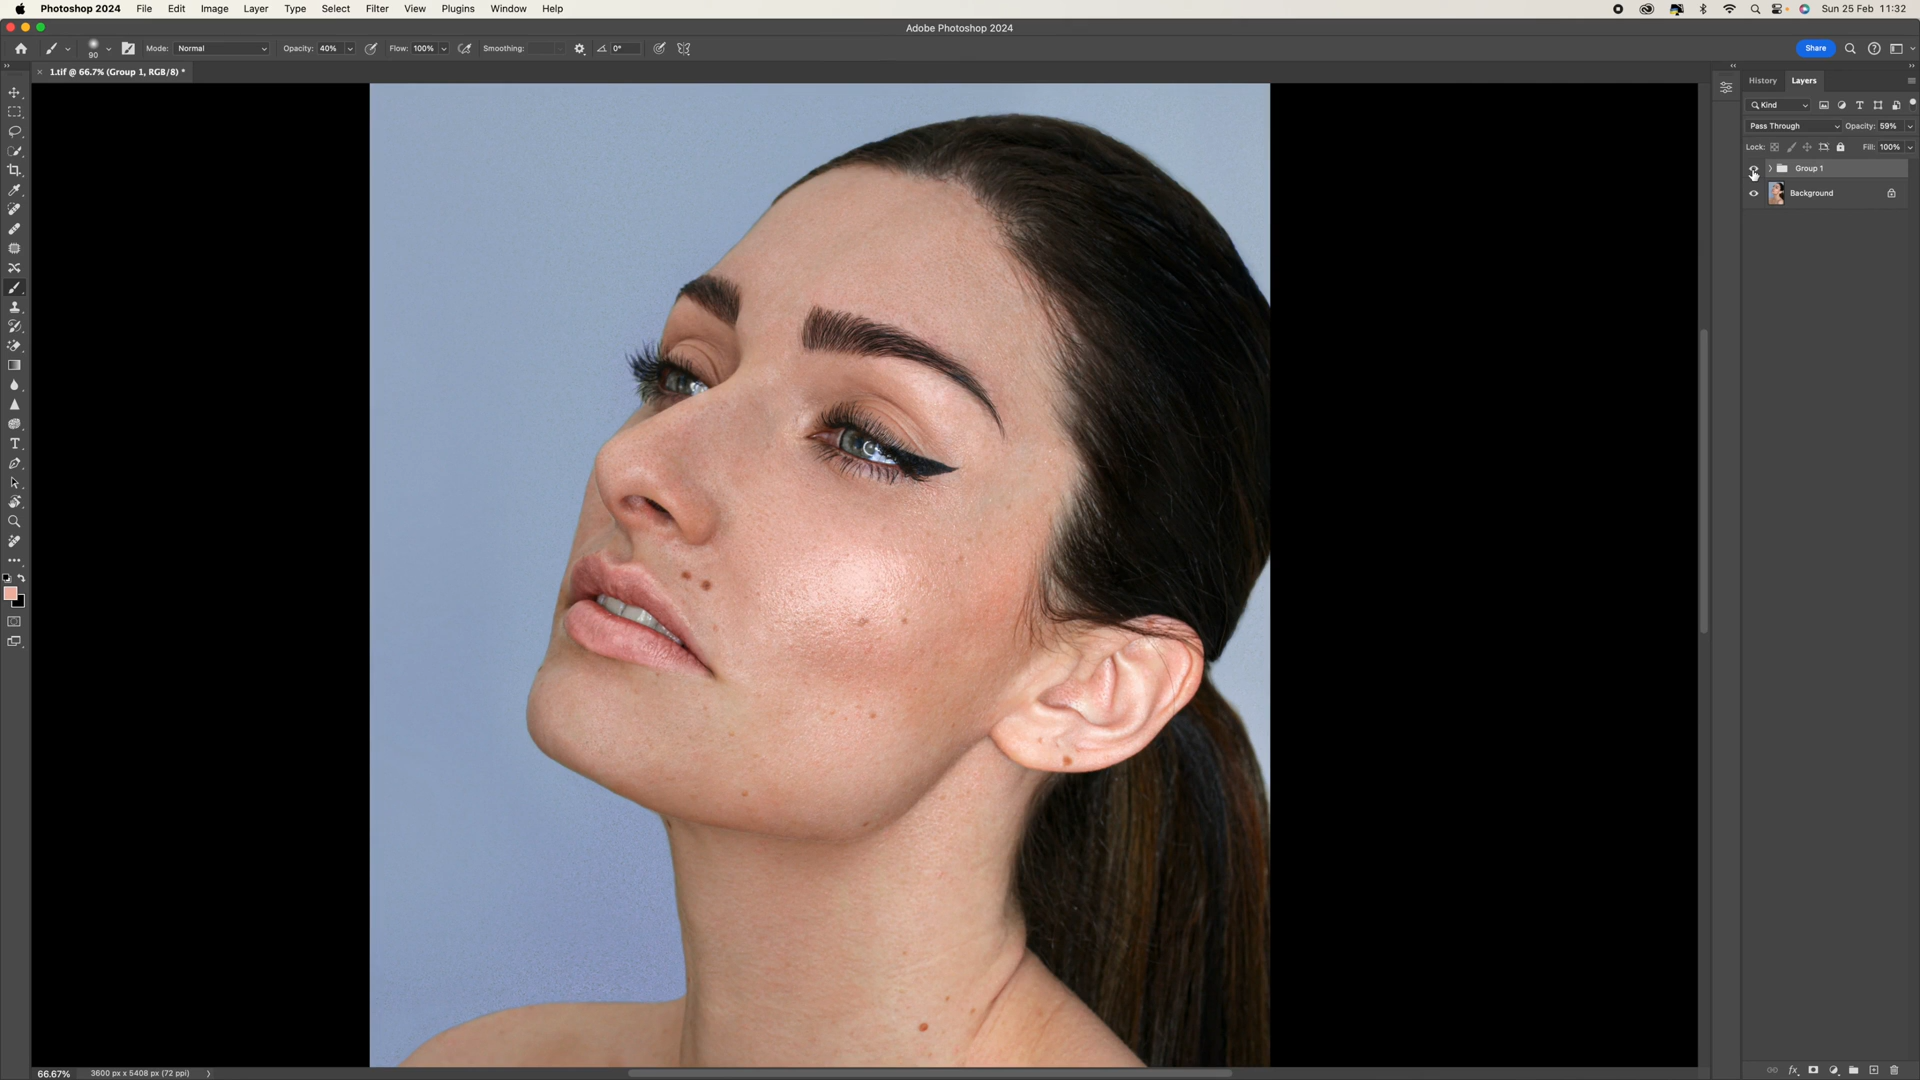 Photoshop 2024 File Edit Image Layer Type Select Filter View Plugins Window Help Sun 25 Feb 11:32
Adobe Photoshop 2024
90 Mode: Normal Opacity: 40% Flow: 100% Smoothing: 0° Share
× 1.tif @ 66.7% (Group 1, RGB/8) *
History Layers
Kind
Pass Through Opacity: 59%
Lock: Fill: 100%
Group 1
Background
66.67% 3600 px x 5408 px (72 ppi)